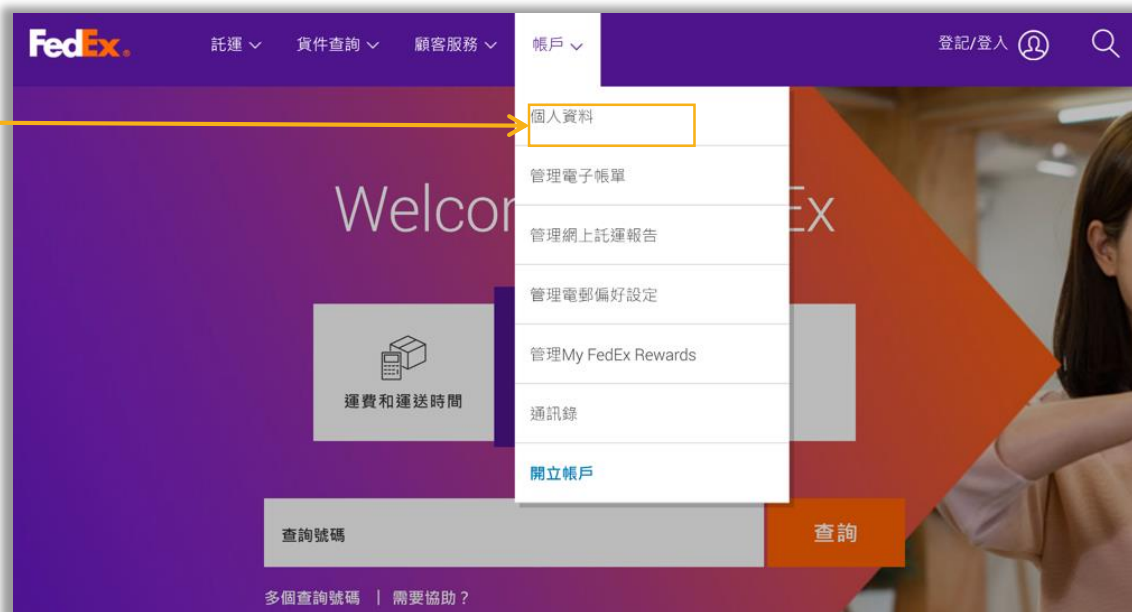 FedEx. 託運 貨件查詢 顧客服務 帳戶 登記/登入
個人資料
管理電子帳單
Welcor Ex
管理網上託運報告
管理電郵偏好設定
管理My FedEx Rewards
運費和運送時間
通訊錄
開立帳戶
查詢號碼 查詢
多個查詢號碼 | 需要協助？